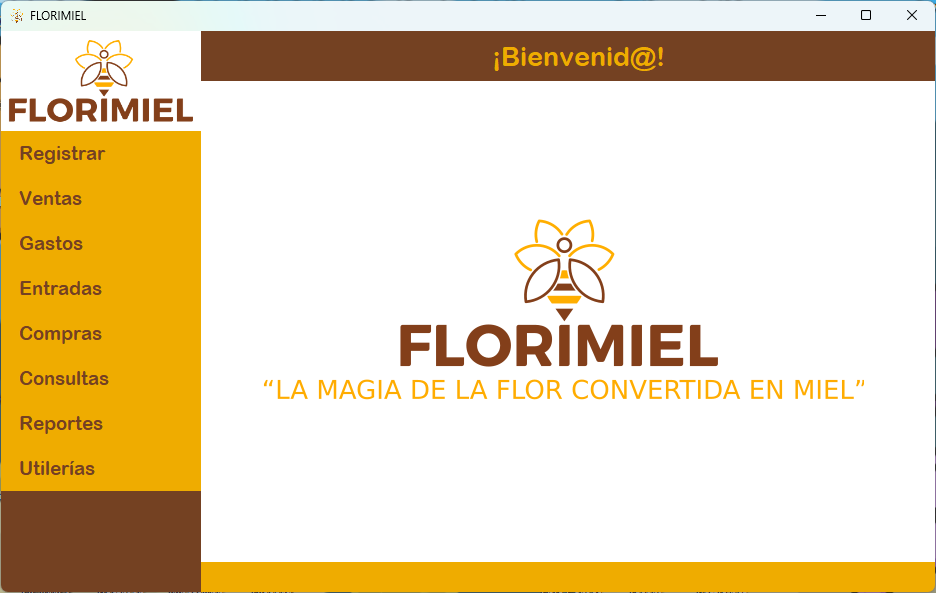 FLORIMIEL
FLORIMIEL
¡Bienvenid@!
Registrar
Ventas
Gastos
Entradas
Compras
Consultas
Reportes
Utilerías
FLORIMIEL
“LA MAGIA DE LA FLOR CONVERTIDA EN MIEL”